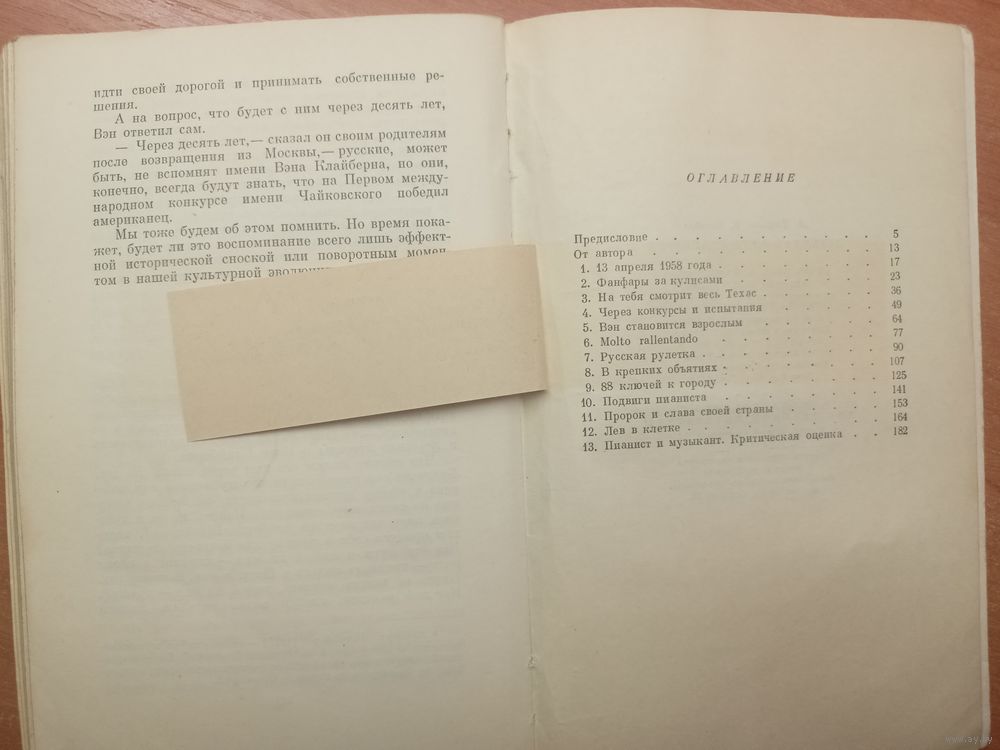 идти своей дорогой и принимать собственные ре-
шения.
А на вопрос, что будет с ним через десять лет,
Вэн ответил сам.
— Через десять лет,— сказал он своим родителям
после возвращения из Москвы,— русские, может
быть, не вспомнят имени Вэна Клайберна, но они,
конечно, всегда будут знать, что на Первом между-
народном конкурсе имени Чайковского победил
американец.
Мы тоже будем об этом помнить. Но время пока-
жет, будет ли это воспоминание всего лишь эффект-
ной исторической сноской или поворотным момен-
том в нашей культурной
ОГЛАВЛЕНИЕ
Предисловие . . . . . . . . . . . 5
От автора . . . . . . . . . . . 13
1. 13 апреля 1958 года . . . . . . . . . 17
2. Фанфары за кулисами . . . . . . . . 23
3. На тебя смотрит весь Техас . . . . . . . 36
4. Через конкурсы и испытания . . . . . . 49
5. Вэн становится взрослым . . . . . . . 64
6. Molto rallentando . . . . . . . . 77
7. Русская рулетка . . . . . . . . . 90
8. В крепких объятиях . . . . . . . . 107
9. 88 ключей к городу . . . . . . . . 125
10. Подвиги пианиста . . . . . . . . 141
11. Пророк и слава своей страны . . . . . 153
12. Лев в клетке . . . . . . . . . 164
13. Пианист и музыкант. Критическая оценка . . 182
www.ay.by